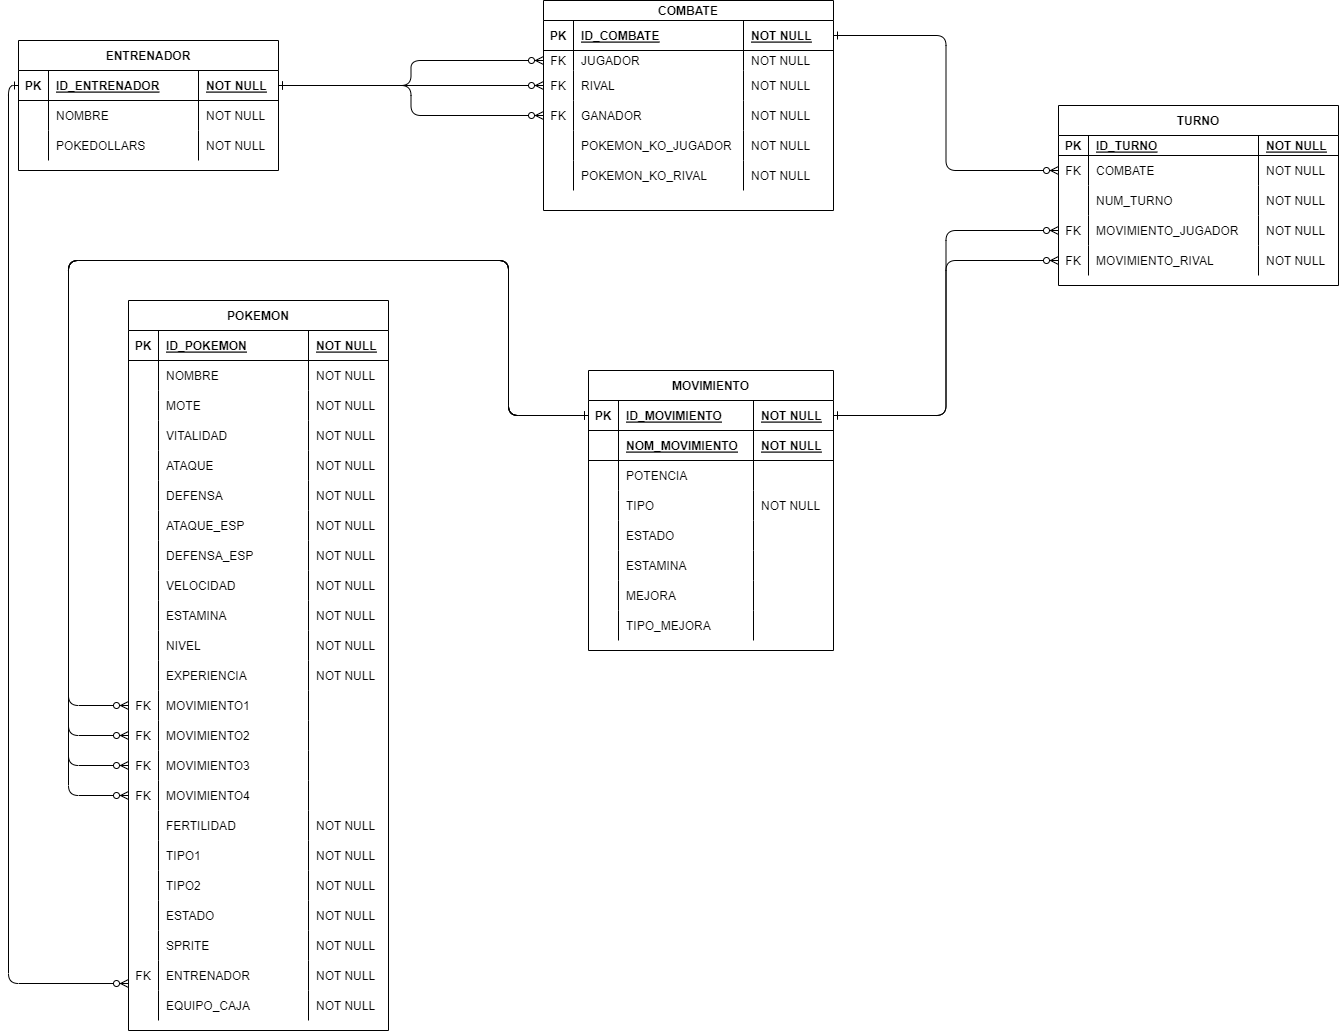 COMBATE
PK ID_COMBATE NOT NULL
FK JUGADOR NOT NULL
FK RIVAL NOT NULL
FK GANADOR NOT NULL
POKEMON_KO_JUGADOR NOT NULL
POKEMON_KO_RIVAL NOT NULL
ENTRENADOR
PK ID_ENTRENADOR NOT NULL
NOMBRE NOT NULL
POKEDOLLARS NOT NULL
TURNO
PK ID_TURNO NOT NULL
FK COMBATE NOT NULL
NUM_TURNO NOT NULL
FK MOVIMIENTO_JUGADOR NOT NULL
FK MOVIMIENTO_RIVAL NOT NULL
POKEMON
PK ID_POKEMON NOT NULL
NOMBRE NOT NULL
MOTE NOT NULL
VITALIDAD NOT NULL
ATAQUE NOT NULL
DEFENSA NOT NULL
ATAQUE_ESP NOT NULL
DEFENSA_ESP NOT NULL
VELOCIDAD NOT NULL
ESTAMINA NOT NULL
NIVEL NOT NULL
EXPERIENCIA NOT NULL
FK MOVIMIENTO1
FK MOVIMIENTO2
FK MOVIMIENTO3
FK MOVIMIENTO4
FERTILIDAD NOT NULL
TIPO1 NOT NULL
TIPO2 NOT NULL
ESTADO NOT NULL
SPRITE NOT NULL
FK ENTRENADOR NOT NULL
EQUIPO_CAJA NOT NULL
MOVIMIENTO
PK ID_MOVIMIENTO NOT NULL
NOM_MOVIMIENTO NOT NULL
POTENCIA
TIPO NOT NULL
ESTADO
ESTAMINA
MEJORA
TIPO_MEJORA